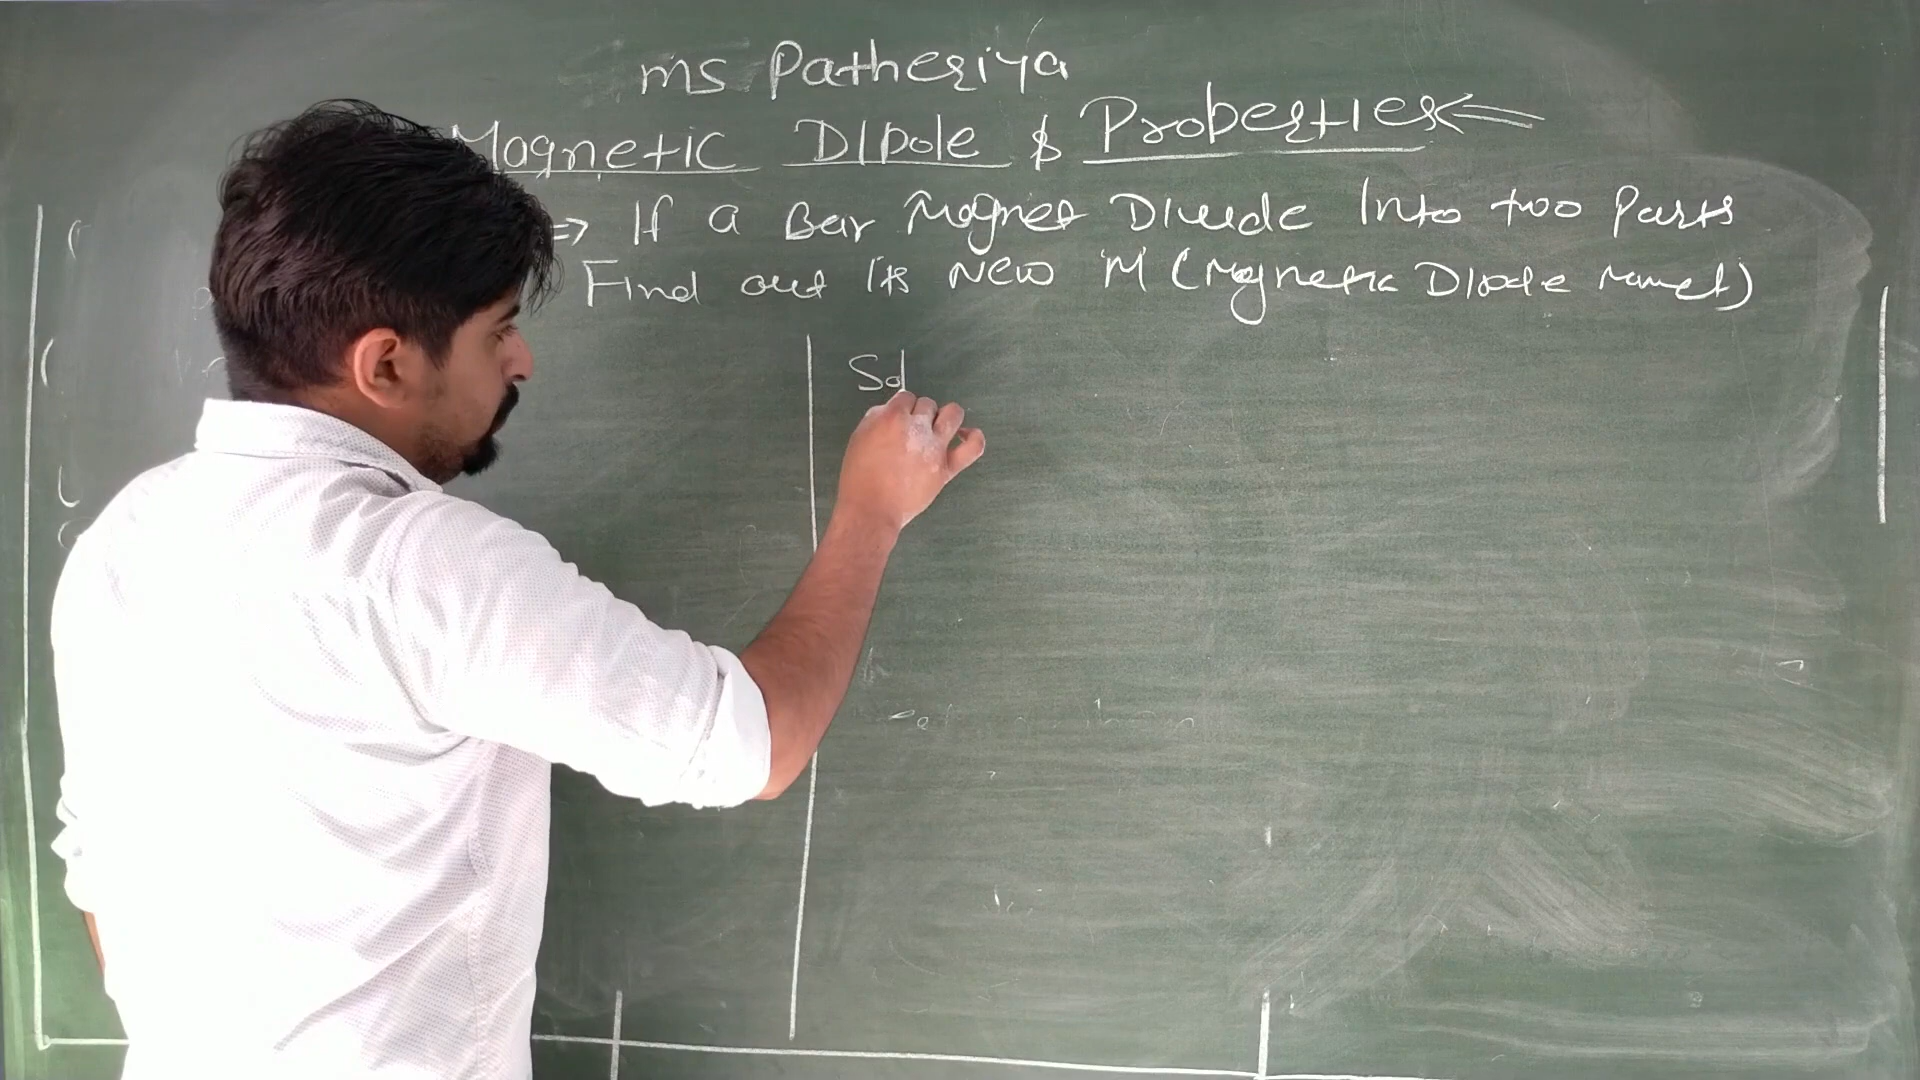 ms Patheriya
Magnetic Dipole & Properties ⇐
⇒ If a Bar Magnet Divide Into two Parts
Find out Its New M (Magnetic Dipole Moment)
Sol